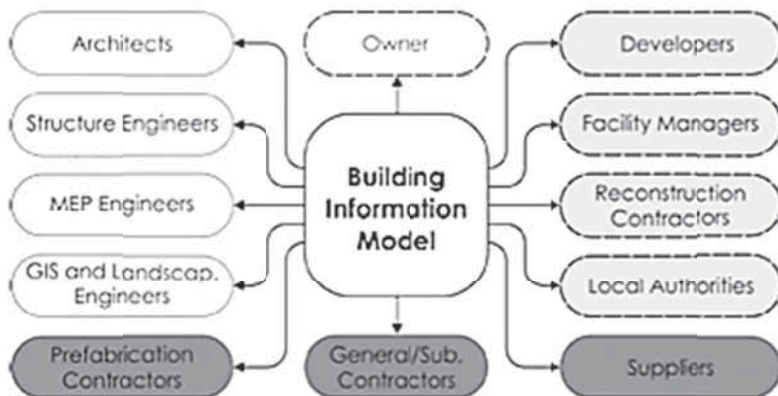 Architects
Owner
Developers
Structure Engineers
Facility Managers
MEP Engineers
Building
Information
Model
Reconstruction
Contractors
GIS and Landscap.
Engineers
Local Authorities
Prefabrication
Contractors
General/Sub.
Contractors
Suppliers